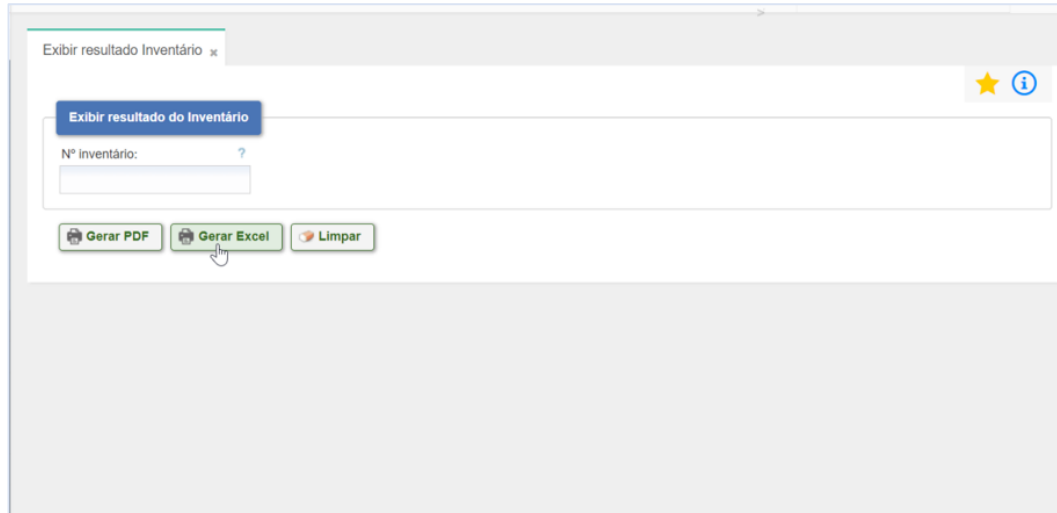 Exibir resultado Inventário x
Exibir resultado do Inventário
Nº inventário: ?
Gerar PDF Gerar Excel Limpar